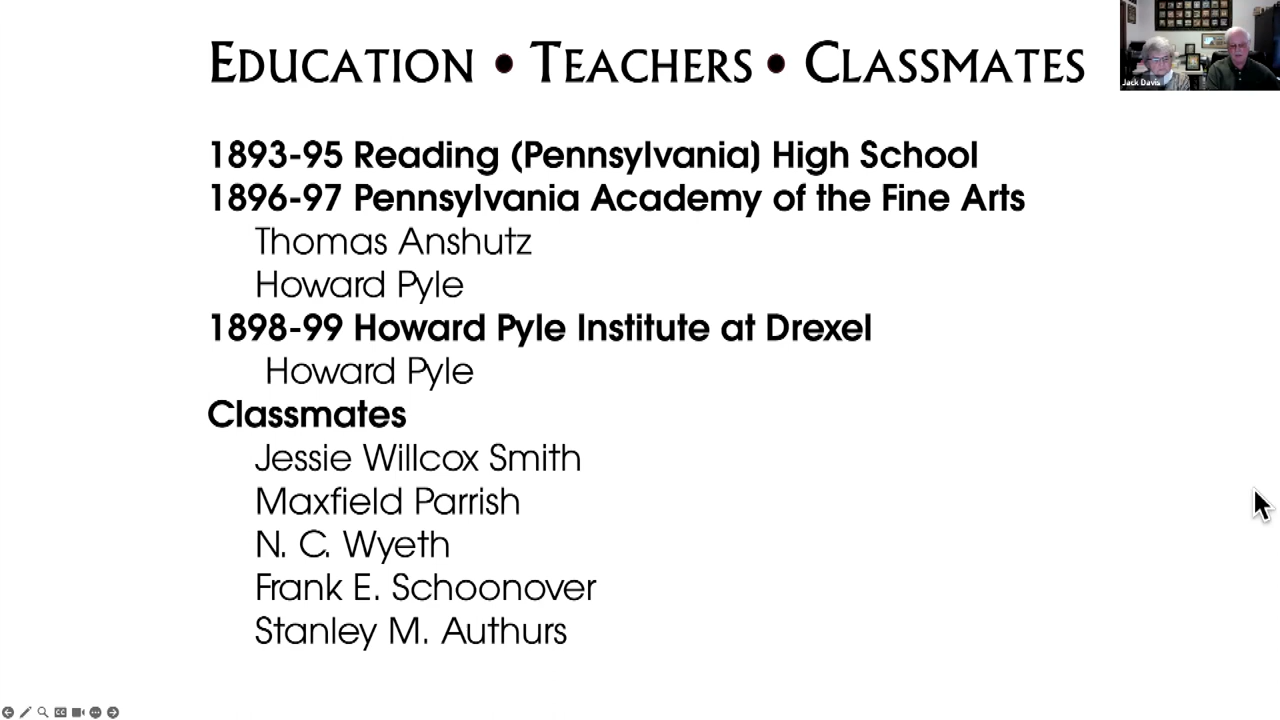 EDUCATION • TEACHERS • CLASSMATES
Jack Davis
1893-95 Reading (Pennsylvania) High School
1896-97 Pennsylvania Academy of the Fine Arts
Thomas Anshutz
Howard Pyle
1898-99 Howard Pyle Institute at Drexel
Howard Pyle
Classmates
Jessie Willcox Smith
Maxfield Parrish
N. C. Wyeth
Frank E. Schoonover
Stanley M. Authurs
CC